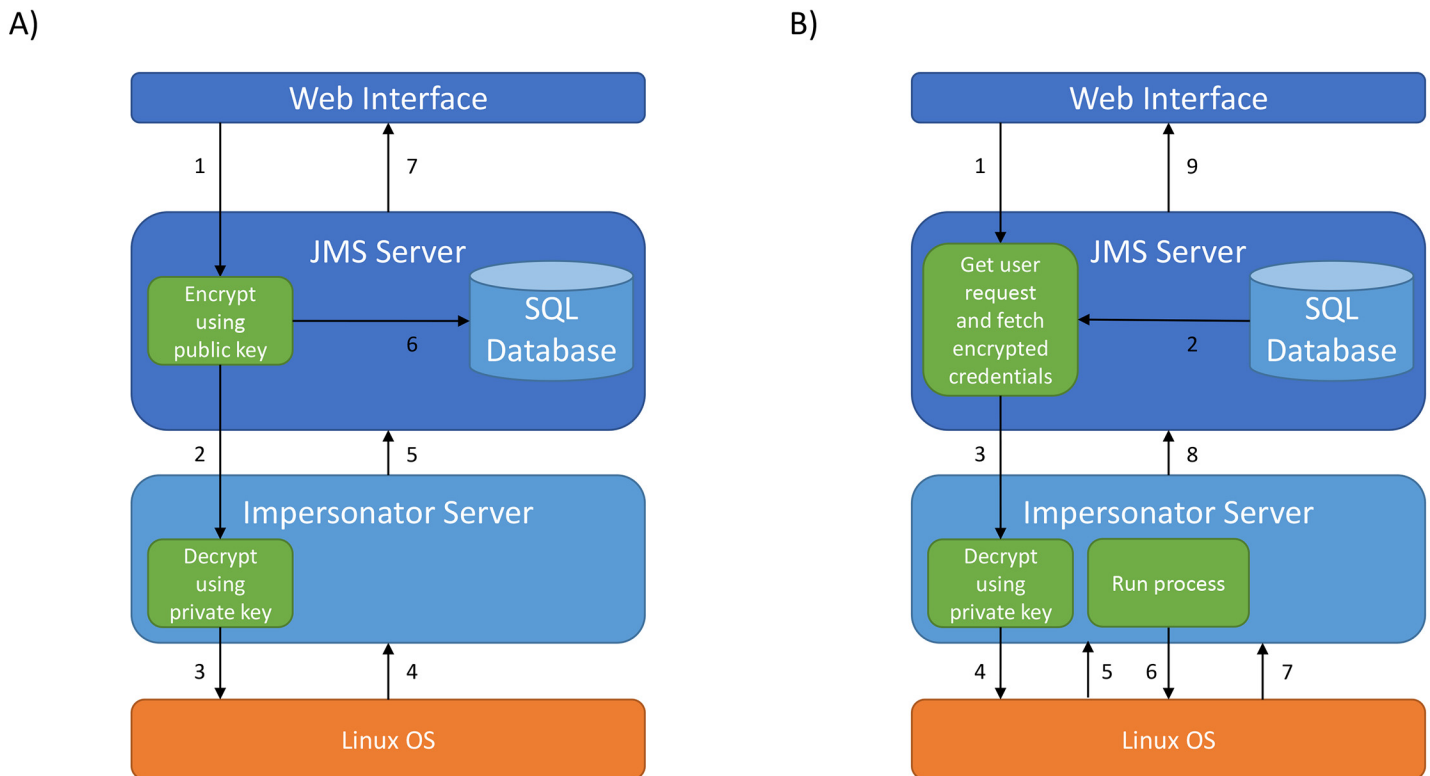 A)
Web Interface
1
7
JMS Server
Encrypt
using
public key
6
SQL
Database
2
5
Impersonator Server
Decrypt
using
private key
3
4
Linux OS
B)
Web Interface
1
9
JMS Server
Get user
request
and fetch
encrypted
credentials
2
SQL
Database
3
8
Impersonator Server
Decrypt
using
private key
Run process
4
5
6
7
Linux OS